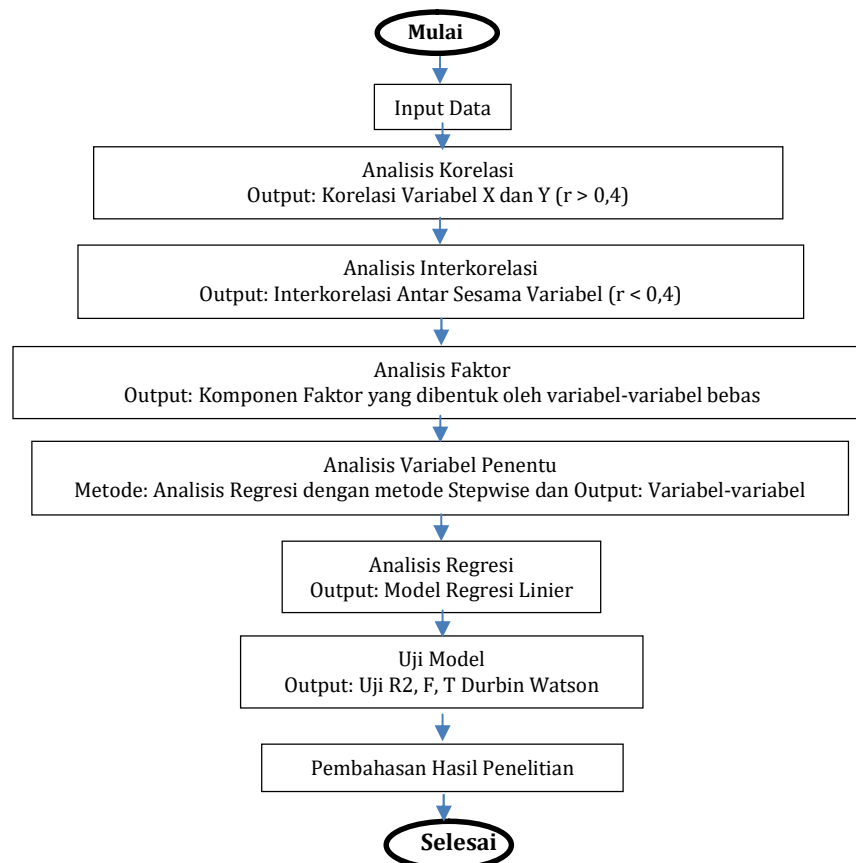 Mulai
Input Data
Analisis Korelasi
Output: Korelasi Variabel X dan Y (r > 0,4)
Analisis Interkorelasi
Output: Interkorelasi Antar Sesama Variabel (r < 0,4)
Analisis Faktor
Output: Komponen Faktor yang dibentuk oleh variabel-variabel bebas
Analisis Variabel Penentu
Metode: Analisis Regresi dengan metode Stepwise dan Output: Variabel-variabel
Analisis Regresi
Output: Model Regresi Linier
Uji Model
Output: Uji R2, F, T Durbin Watson
Pembahasan Hasil Penelitian
Selesai